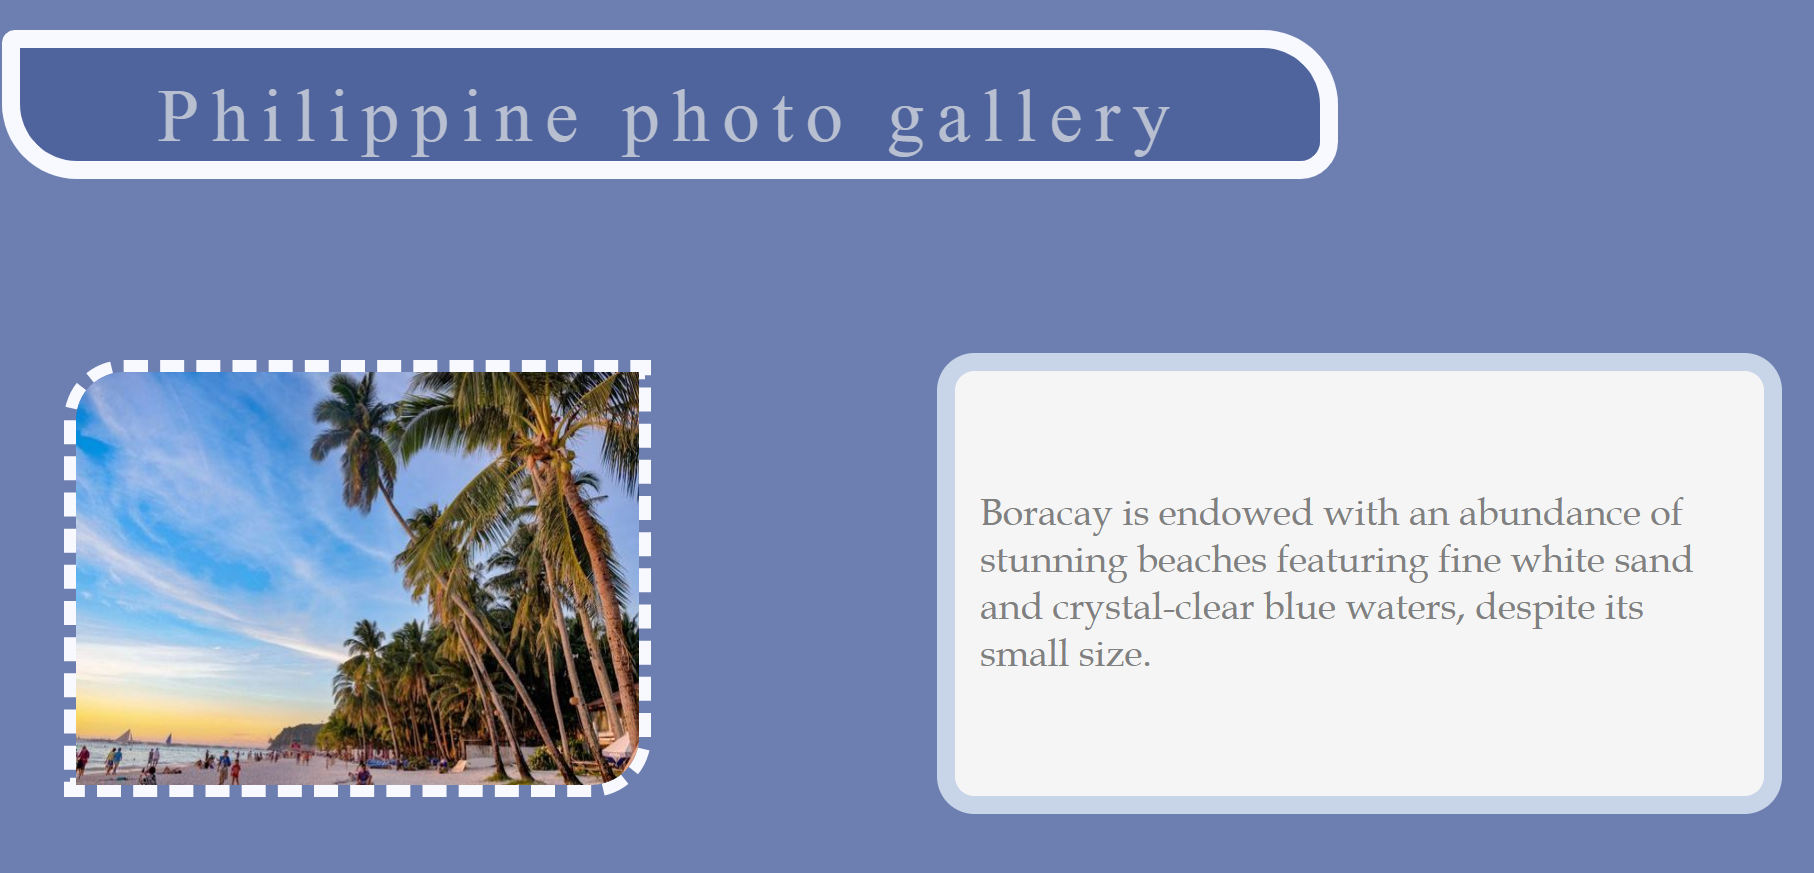 Philippine photo gallery
Boracay is endowed with an abundance of
stunning beaches featuring fine white sand
and crystal-clear blue waters, despite its
small size.